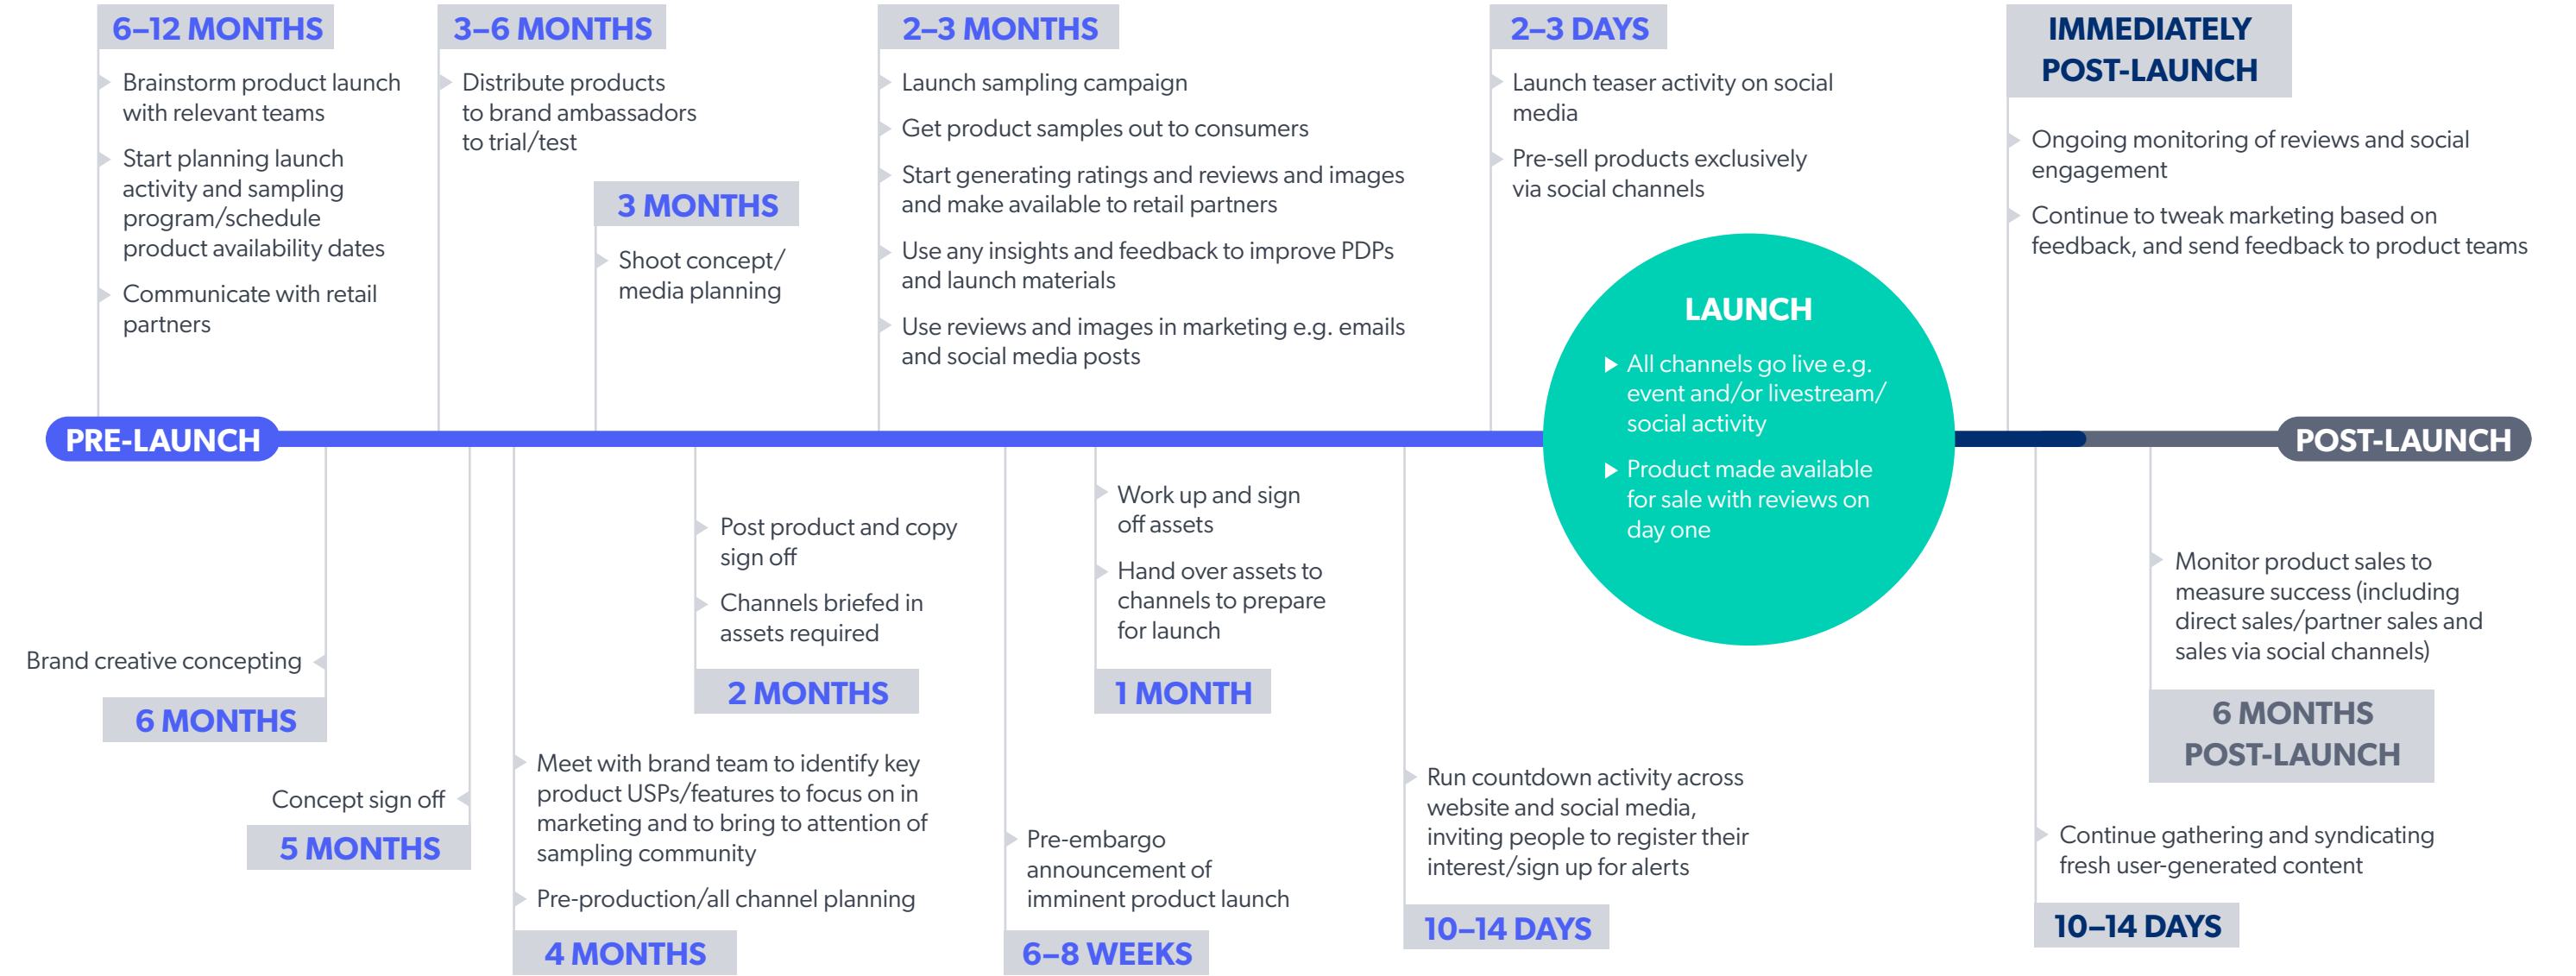 6–12 MONTHS
Brainstorm product launch
with relevant teams
Start planning launch
activity and sampling
program/schedule
product availability dates
Communicate with retail
partners
3–6 MONTHS
Distribute products
to brand ambassadors
to trial/test
3 MONTHS
Shoot concept/
media planning
2–3 MONTHS
Launch sampling campaign
Get product samples out to consumers
Start generating ratings and reviews and images
and make available to retail partners
Use any insights and feedback to improve PDPs
and launch materials
Use reviews and images in marketing e.g. emails
and social media posts
2–3 DAYS
Launch teaser activity on social
media
Pre-sell products exclusively
via social channels
IMMEDIATELY
POST-LAUNCH
Ongoing monitoring of reviews and social
engagement
Continue to tweak marketing based on
feedback, and send feedback to product teams
PRE-LAUNCH
LAUNCH
All channels go live e.g.
event and/or livestream/
social activity
Product made available
for sale with reviews on
day one
POST-LAUNCH
Brand creative concepting
6 MONTHS
Concept sign off
5 MONTHS
Meet with brand team to identify key
product USPs/features to focus on in
marketing and to bring to attention of
sampling community
Pre-production/all channel planning
4 MONTHS
Post product and copy
sign off
Channels briefed in
assets required
2 MONTHS
Pre-embargo
announcement of
imminent product launch
6–8 WEEKS
Work up and sign
off assets
Hand over assets to
channels to prepare
for launch
1 MONTH
Run countdown activity across
website and social media,
inviting people to register their
interest/sign up for alerts
10–14 DAYS
Continue gathering and syndicating
fresh user-generated content
10–14 DAYS
Monitor product sales to
measure success (including
direct sales/partner sales and
sales via social channels)
6 MONTHS
POST-LAUNCH